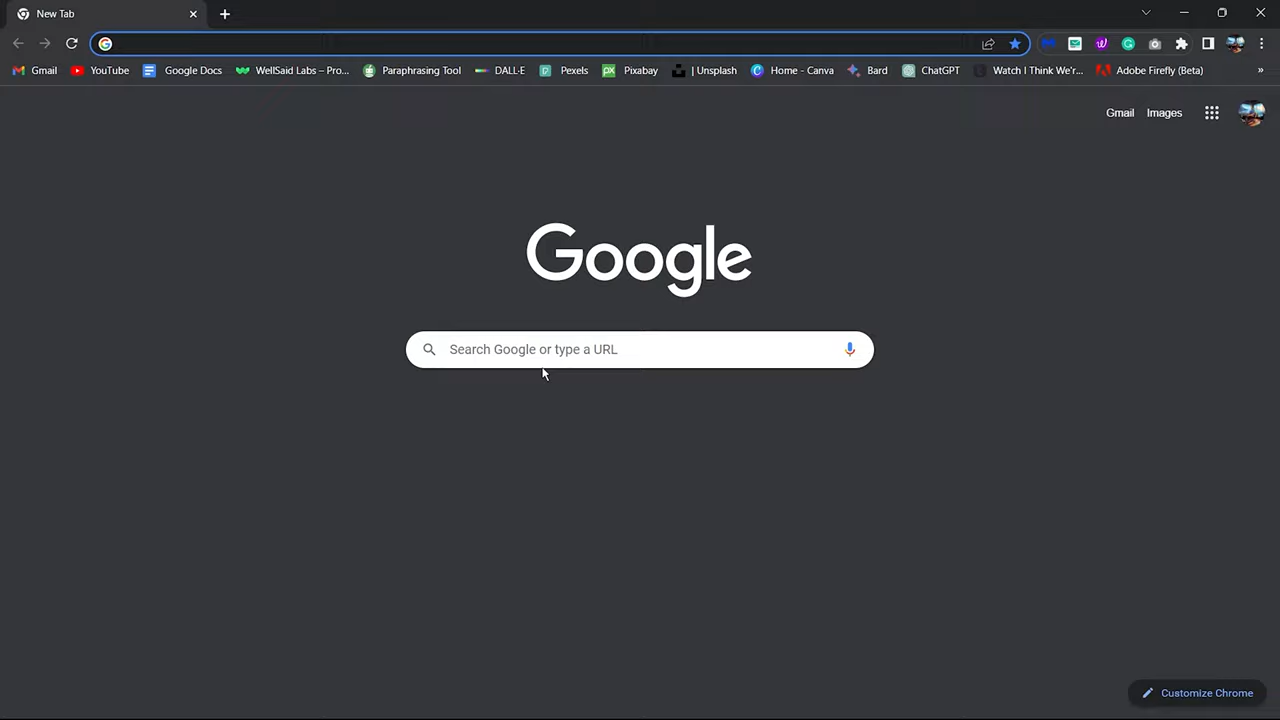 New Tab
Gmail YouTube Google Docs WellSaid Labs – Pro... Paraphrasing Tool DALL·E Pexels Pixabay | Unsplash Home - Canva Bard ChatGPT Watch I Think We'r... Adobe Firefly (Beta) »
Gmail Images
Google
Search Google or type a URL
Customize Chrome